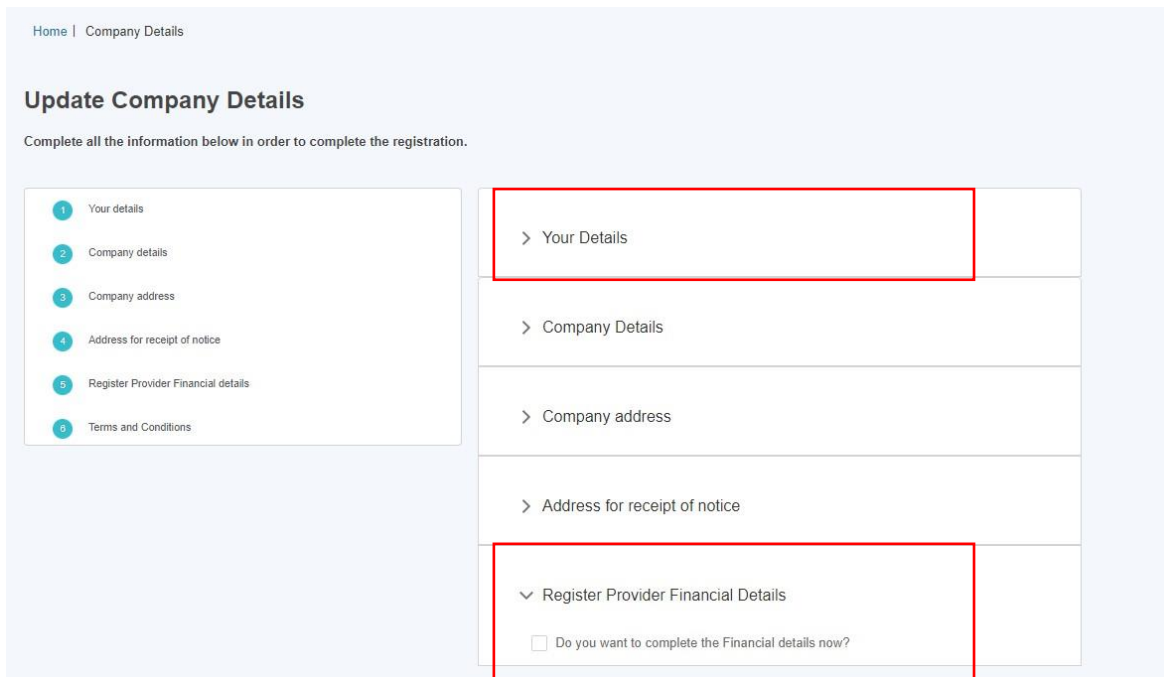 Home | Company Details
Update Company Details
Complete all the information below in order to complete the registration.
1 Your details
2 Company details
3 Company address
4 Address for receipt of notice
5 Register Provider Financial details
6 Terms and Conditions
Your Details
Company Details
Company address
Address for receipt of notice
Register Provider Financial Details
Do you want to complete the Financial details now?